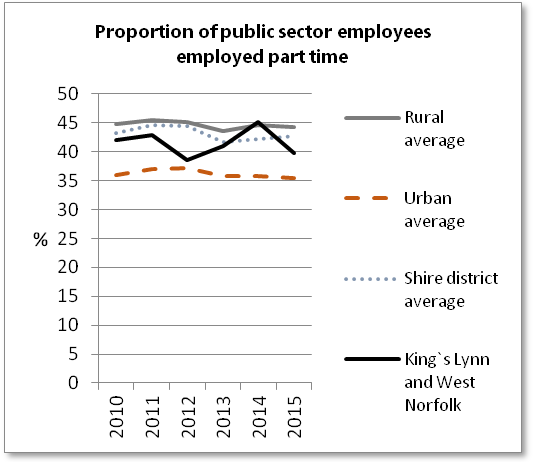 Proportion of public sector employees
employed part time
50
45
40
35
30
25
20
15
10
5
0
%
2010
2011
2012
2013
2014
2015
Rural
average
Urban
average
Shire district
average
King`s Lynn
and West
Norfolk